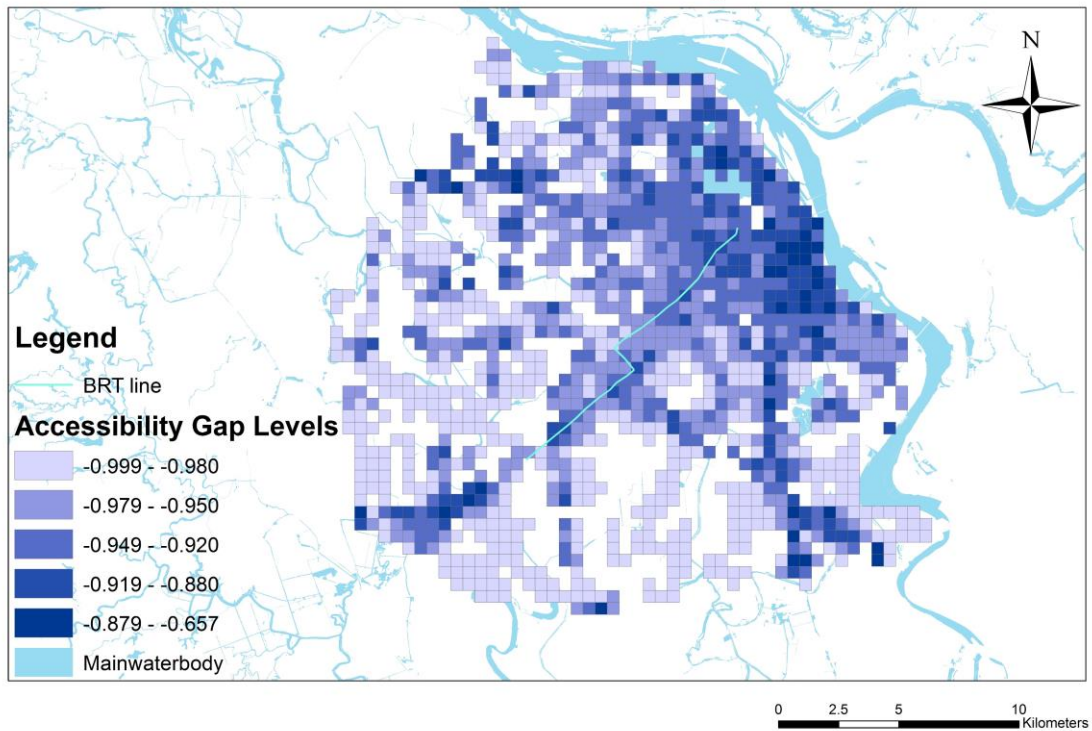 N
Legend
BRT line
Accessibility Gap Levels
-0.999 - -0.980
-0.979 - -0.950
-0.949 - -0.920
-0.919 - -0.880
-0.879 - -0.657
Mainwaterbody
0 2.5 5 10
Kilometers